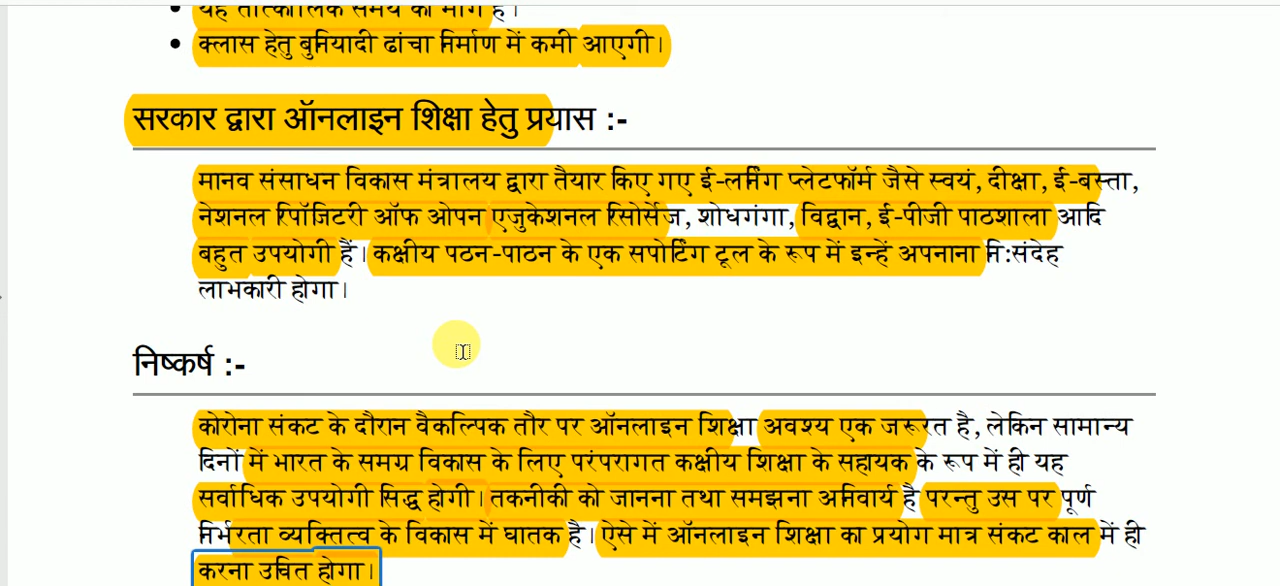 यह तात्कालिक समय की मांग है।
क्लास हेतु बुनियादी ढांचा निर्माण में कमी आएगी।
सरकार द्वारा ऑनलाइन शिक्षा हेतु प्रयास :-
मानव संसाधन विकास मंत्रालय द्वारा तैयार किए गए ई-लर्निंग प्लेटफॉर्म जैसे स्वयं, दीक्षा, ई-बस्ता,
नेशनल रिपॉजिटरी ऑफ ओपन एजुकेशनल रिसोर्सेज, शोधगंगा, विद्वान, ई-पीजी पाठशाला आदि
बहुत उपयोगी हैं। कक्षीय पठन-पाठन के एक सपोर्टिंग टूल के रूप में इन्हें अपनाना नि:संदेह
लाभकारी होगा।
निष्कर्ष :-
कोरोना संकट के दौरान वैकल्पिक तौर पर ऑनलाइन शिक्षा अवश्य एक जरूरत है, लेकिन सामान्य
दिनों में भारत के समग्र विकास के लिए परंपरागत कक्षीय शिक्षा के सहायक के रूप में ही यह
सर्वाधिक उपयोगी सिद्ध होगी। तकनीकी को जानना तथा समझना अनिवार्य है परन्तु उस पर पूर्ण
निर्भरता व्यक्तित्व के विकास में घातक है। ऐसे में ऑनलाइन शिक्षा का प्रयोग मात्र संकट काल में ही
करना उचित होगा।